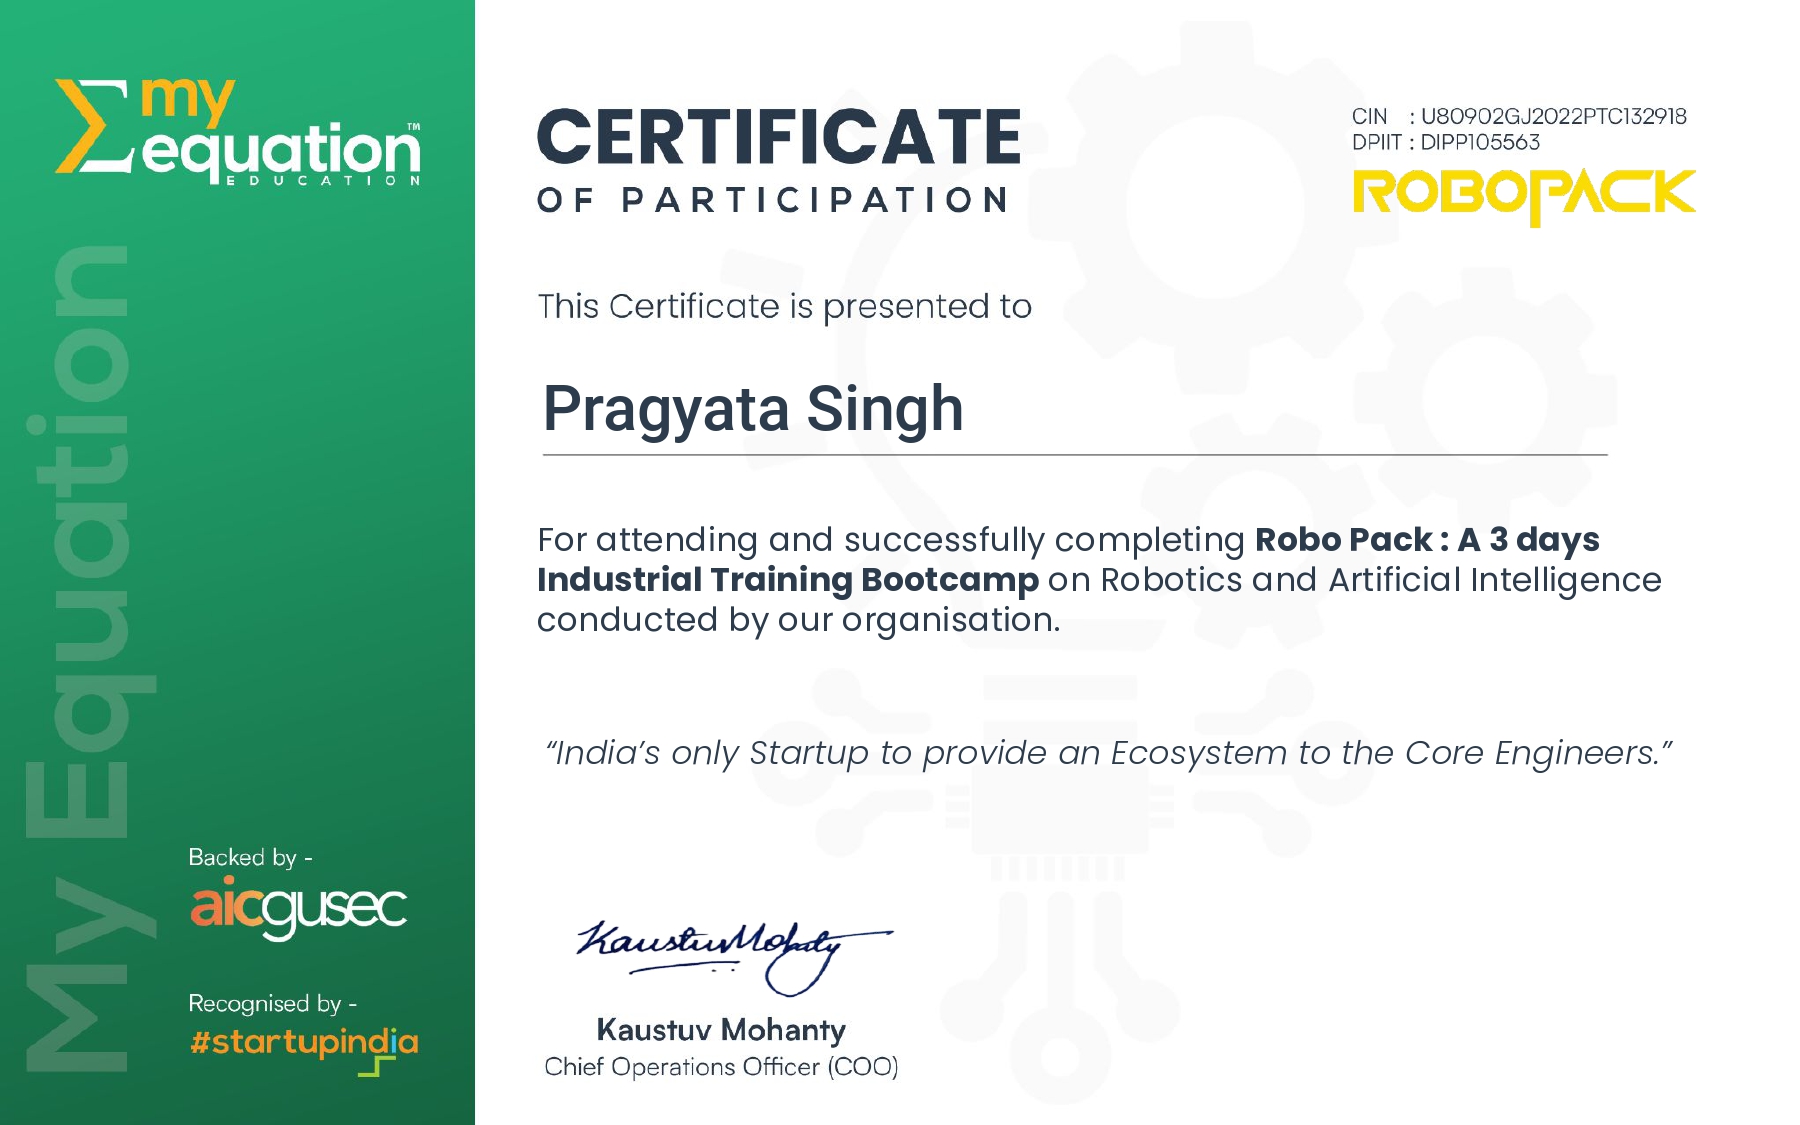 my
equation™
EDUCATION
My Equation
Backed by -
aicgusec
Recognised by -
#startupindia
CERTIFICATE
OF PARTICIPATION
CIN : U80902GJ2022PTC132918
DPIIT : DIPP105563
ROBOPACK
This Certificate is presented to
Pragyata Singh
For attending and successfully completing Robo Pack : A 3 days
Industrial Training Bootcamp on Robotics and Artificial Intelligence
conducted by our organisation.
“India’s only Startup to provide an Ecosystem to the Core Engineers.”
Kaustuv Mohanty
Kaustuv Mohanty
Chief Operations Officer (COO)